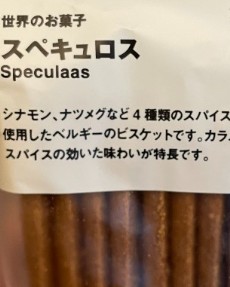 世界のお菓子
スペキュロス
Speculaas
シナモン、ナツメグなど4種類のスパイス
使用したベルギーのビスケットです。カラ
スパイスの効いた味わいが特長です。